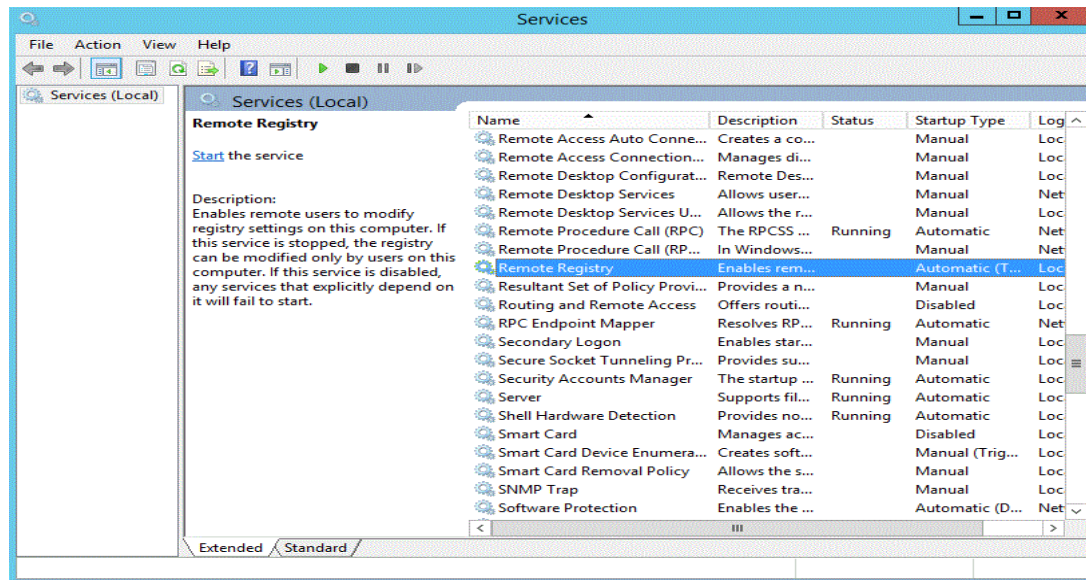 Services
File Action View Help
Services (Local)
Services (Local)
Remote Registry
Start the service
Description:
Enables remote users to modify
registry settings on this computer. If
this service is stopped, the registry
can be modified only by users on this
computer. If this service is disabled,
any services that explicitly depend on
it will fail to start.
Name Description Status Startup Type Log
Remote Access Auto Conne... Creates a co... Manual Loc
Remote Access Connection... Manages di... Manual Loc
Remote Desktop Configurat... Remote Des... Manual Loc
Remote Desktop Services Allows user... Manual Net
Remote Desktop Services U... Allows the r... Manual Loc
Remote Procedure Call (RPC) The RPCSS ... Running Automatic Net
Remote Procedure Call (RP... In Windows... Manual Net
Remote Registry Enables rem... Automatic (T... Loc
Resultant Set of Policy Provi... Provides a n... Manual Loc
Routing and Remote Access Offers routi... Disabled Loc
RPC Endpoint Mapper Resolves RP... Running Automatic Net
Secondary Logon Enables star... Manual Loc
Secure Socket Tunneling Pr... Provides su... Manual Loc
Security Accounts Manager The startup ... Running Automatic Loc
Server Supports fil... Running Automatic Loc
Shell Hardware Detection Provides no... Running Automatic Loc
Smart Card Manages ac... Disabled Loc
Smart Card Device Enumera... Creates soft... Manual (Trig... Loc
Smart Card Removal Policy Allows the s... Manual Loc
SNMP Trap Receives tra... Manual Loc
Software Protection Enables the ... Automatic (D... Net
Extended Standard